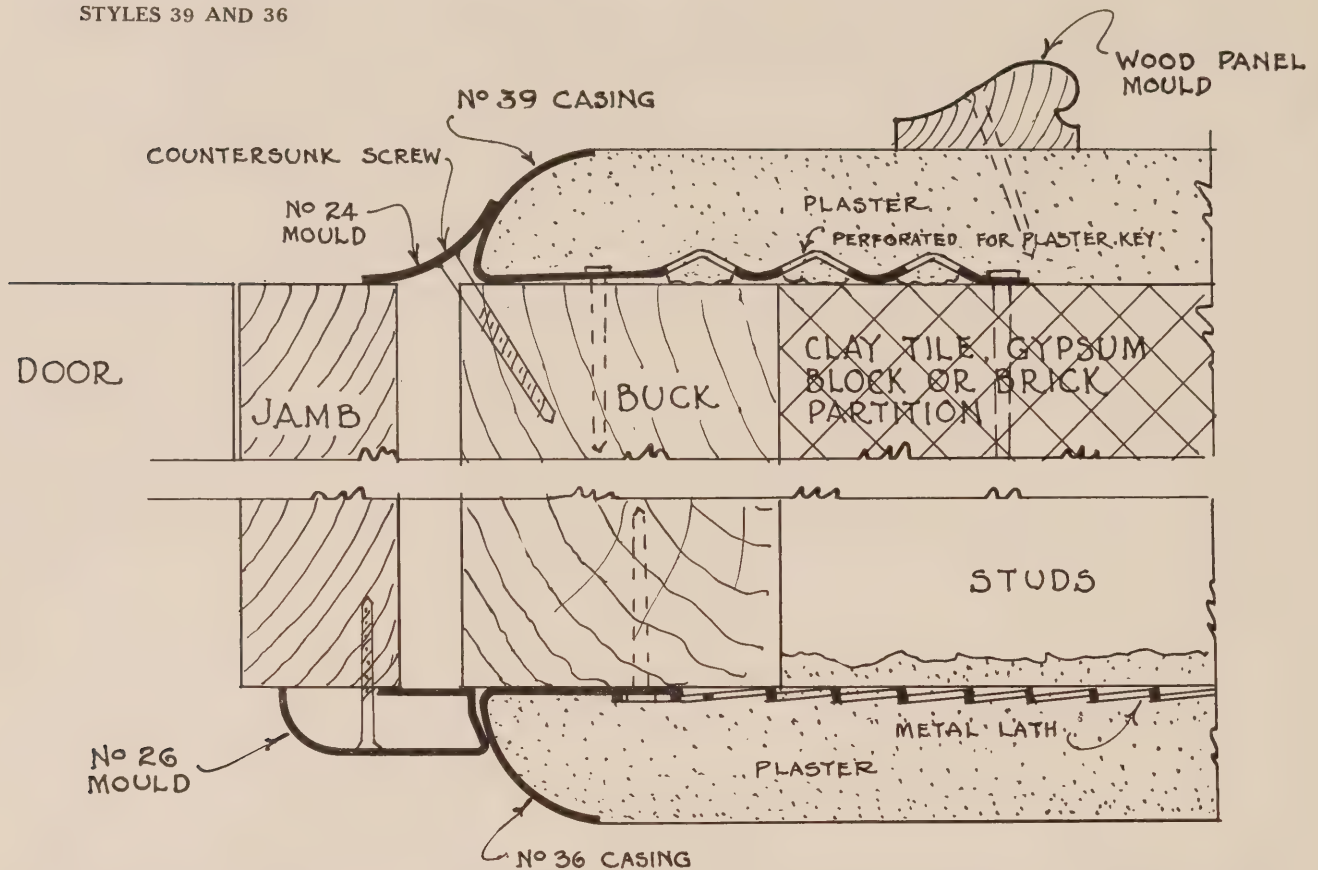 STYLES 39 AND 36
WOOD PANEL
MOULD
No 39 CASING
COUNTERSUNK SCREW
No 24
MOULD
PLASTER
PERFORATED FOR PLASTER KEY
DOOR
JAMB
BUCK
CLAY TILE, GYPSUM
BLOCK OR BRICK
PARTITION
STUDS
METAL LATH
No 26
MOULD
PLASTER
No 36 CASING